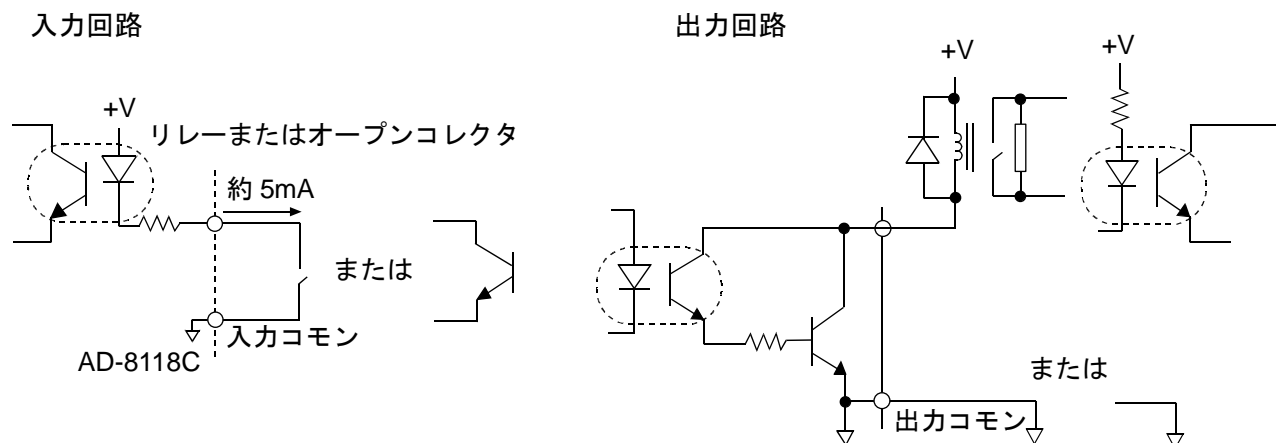 入力回路
+V
リレーまたはオープンコレクタ
約 5mA
または
入力コモン
AD-8118C
出力回路
+V
+V
または
出力コモン